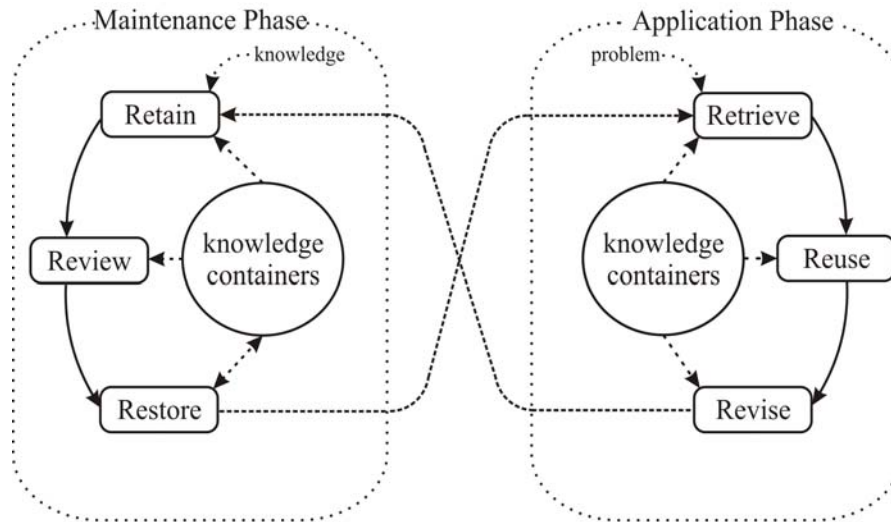 Maintenance Phase
knowledge
Retain
Review
knowledge
containers
Restore
Application Phase
problem
Retrieve
knowledge
containers
Reuse
Revise